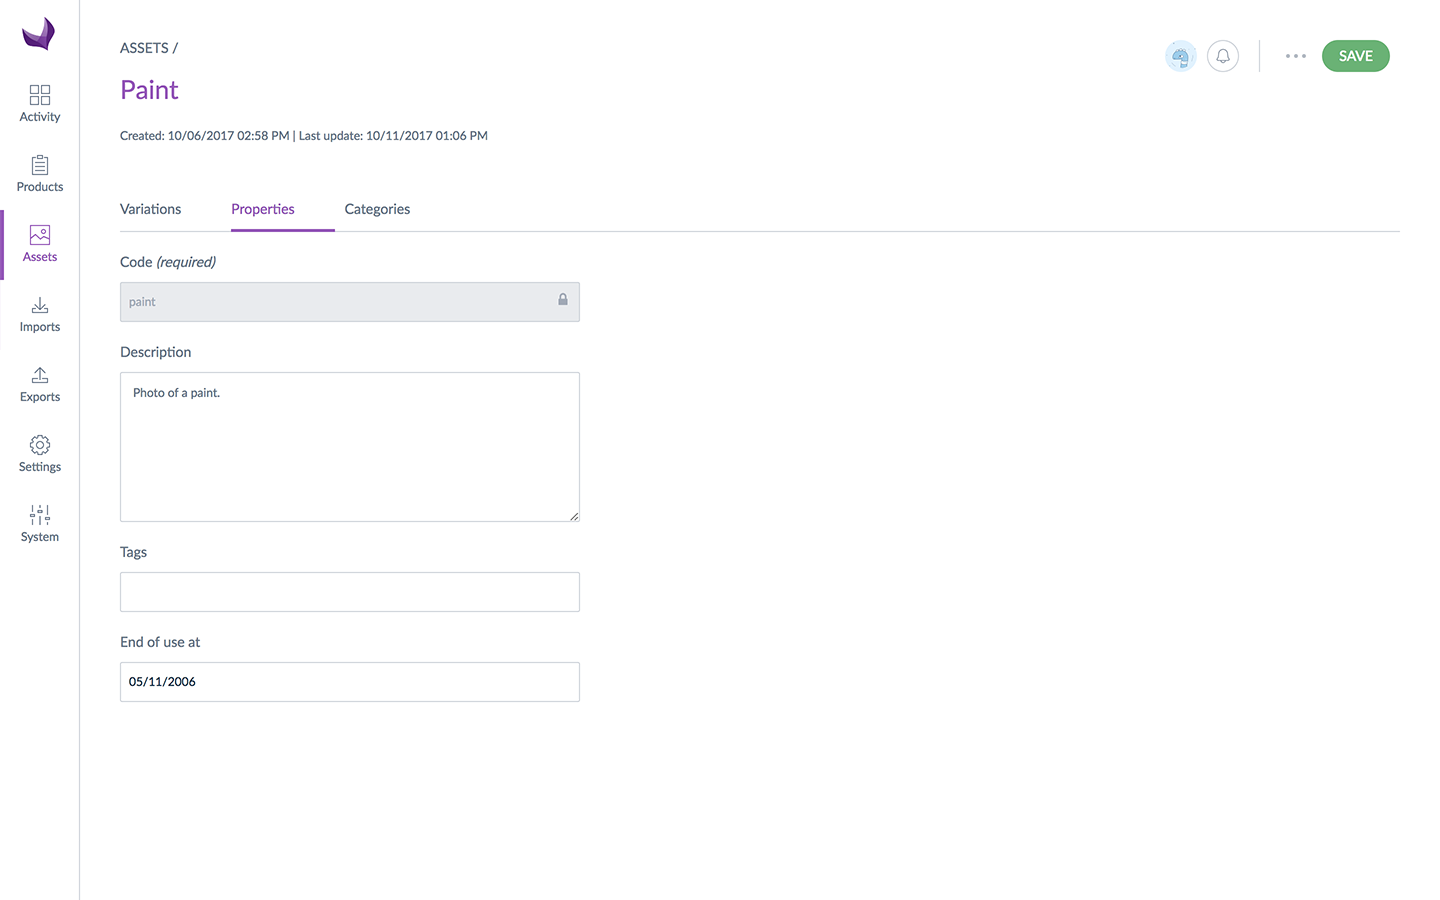 Activity
Products
Assets
Imports
Exports
Settings
System
ASSETS /
SAVE
Paint
Created: 10/06/2017 02:58 PM | Last update: 10/11/2017 01:06 PM
Variations Properties Categories
Code (required)
paint
Description
Photo of a paint.
Tags
End of use at
05/11/2006